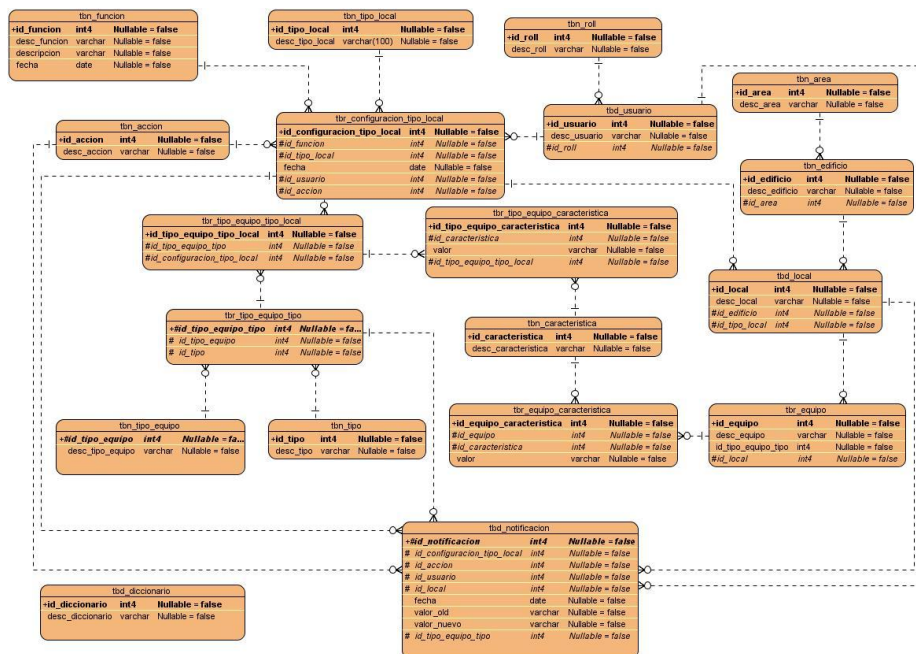 tbn_funcion
+id_funcion int4 Nullable = false
desc_funcion varchar Nullable = false
descripcion varchar Nullable = false
fecha date Nullable = false
tbn_tipo_local
+id_tipo_local int4 Nullable = false
desc_tipo_local varchar(100) Nullable = false
tbn_roll
+id_roll int4 Nullable = false
desc_roll varchar Nullable = false
tbn_area
+id_area int4 Nullable = false
desc_area varchar Nullable = false
tbn_accion
+id_accion int4 Nullable = false
desc_accion varchar Nullable = false
tbr_configuracion_tipo_local
+id_configuracion_tipo_local int4 Nullable = false
#id_funcion int4 Nullable = false
#id_tipo_local int4 Nullable = false
fecha date Nullable = false
#id_usuario int4 Nullable = false
#id_accion int4 Nullable = false
tbd_usuario
+id_usuario int4 Nullable = false
desc_usuario varchar Nullable = false
#id_roll int4 Nullable = false
tbn_edificio
+id_edificio int4 Nullable = false
desc_edificio varchar Nullable = false
#id_area int4 Nullable = false
tbr_tipo_equipo_tipo_local
+id_tipo_equipo_tipo_local int4 Nullable = false
#id_tipo_equipo_tipo int4 Nullable = false
#id_configuracion_tipo_local int4 Nullable = false
tbr_tipo_equipo_caracteristica
+id_tipo_equipo_caracteristica int4 Nullable = false
#id_caracteristica int4 Nullable = false
valor varchar Nullable = false
#id_tipo_equipo_tipo_local int4 Nullable = false
tbd_local
+id_local int4 Nullable = false
desc_local varchar Nullable = false
#id_edificio int4 Nullable = false
#id_tipo_local int4 Nullable = false
tbr_tipo_equipo_tipo
+#id_tipo_equipo_tipo int4 Nullable = fa...
# id_tipo_equipo int4 Nullable = false
# id_tipo int4 Nullable = false
tbn_caracteristica
+id_caracteristica int4 Nullable = false
desc_caracteristica varchar Nullable = false
tbn_tipo_equipo
+#id_tipo_equipo int4 Nullable = fa...
desc_tipo_equipo varchar Nullable = false
tbn_tipo
+id_tipo int4 Nullable = false
desc_tipo varchar Nullable = false
tbr_equipo_caracteristica
+id_equipo_caracteristica int4 Nullable = false
#id_equipo int4 Nullable = false
#id_caracteristica int4 Nullable = false
valor varchar Nullable = false
tbr_equipo
+id_equipo int4 Nullable = false
desc_equipo varchar Nullable = false
id_tipo_equipo_tipo int4 Nullable = false
#id_local int4 Nullable = false
tbd_notificacion
+#id_notificacion int4 Nullable = false
# id_configuracion_tipo_local int4 Nullable = false
# id_accion int4 Nullable = false
# id_usuario int4 Nullable = false
# id_local int4 Nullable = false
fecha date Nullable = false
valor_old varchar Nullable = false
valor_nuevo varchar Nullable = false
# id_tipo_equipo_tipo int4 Nullable = false
tbd_diccionario
+id_diccionario int4 Nullable = false
desc_diccionario varchar Nullable = false